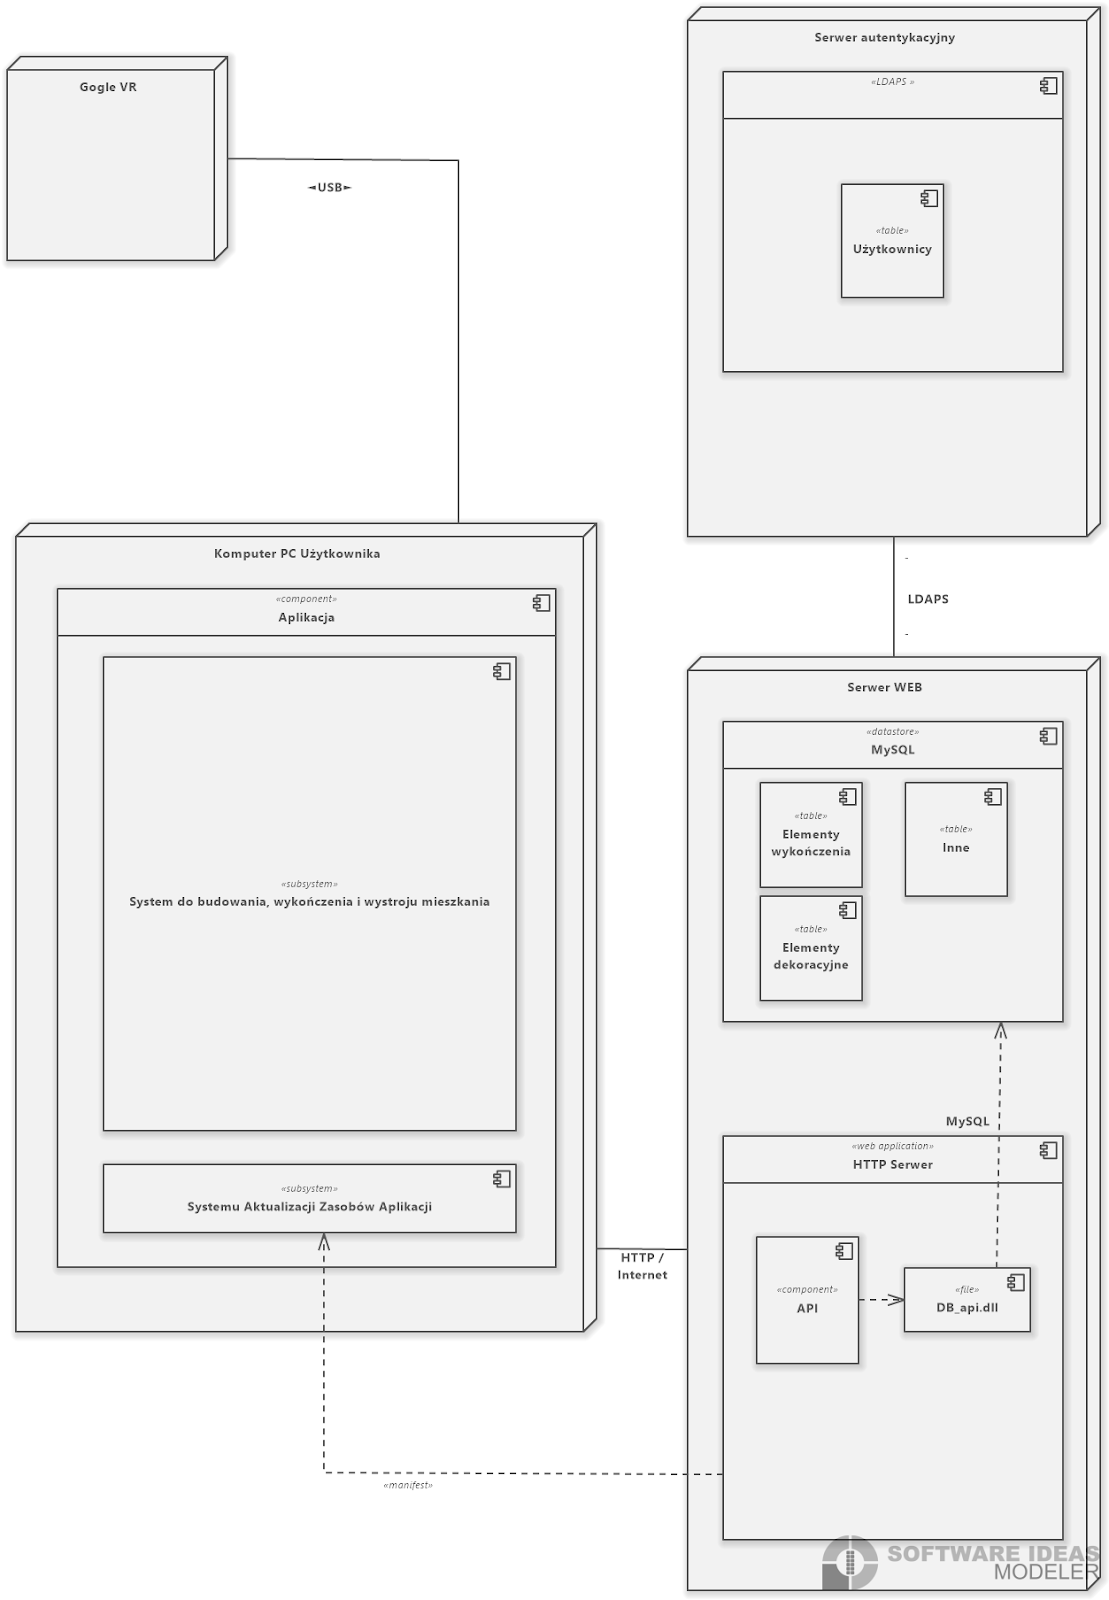 Serwer autentykacyjny
«LDAPS »
«table»
Użytkownicy
Gogle VR
◄USB►
-
LDAPS
-
Komputer PC Użytkownika
«component»
Aplikacja
«subsystem»
System do budowania, wykończenia i wystroju mieszkania
«subsystem»
Systemu Aktualizacji Zasobów Aplikacji
HTTP /
Internet
Serwer WEB
«datastore»
MySQL
«table»
Elementy
wykończenia
«table»
Inne
«table»
Elementy
dekoracyjne
MySQL
«web application»
HTTP Serwer
«component»
API
«file»
DB_api.dll
«manifest»
SOFTWARE IDEAS
MODELER